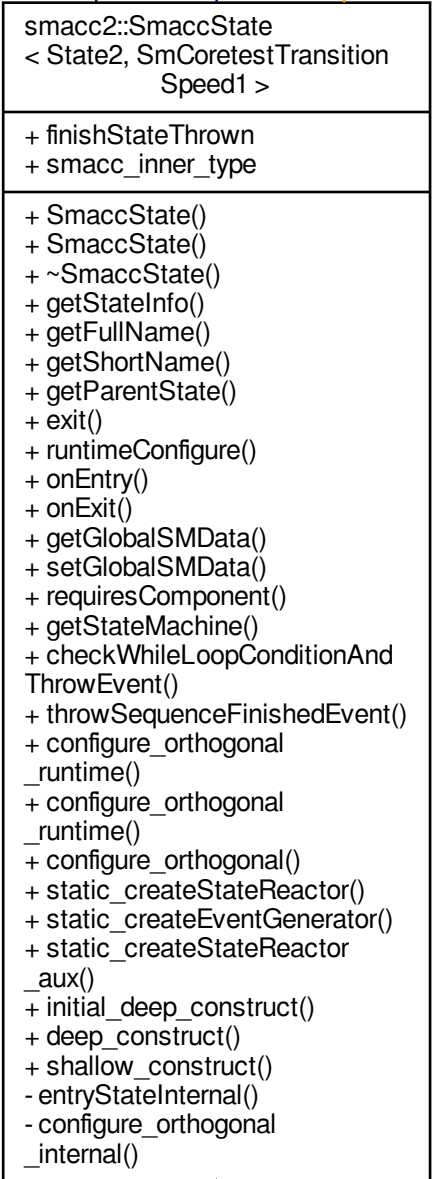 smacc2::SmaccState
< State2, SmCoretestTransition
Speed1 >
+ finishStateThrown
+ smacc_inner_type
+ SmaccState()
+ SmaccState()
+ ~SmaccState()
+ getStateInfo()
+ getFullName()
+ getShortName()
+ getParentState()
+ exit()
+ runtimeConfigure()
+ onEntry()
+ onExit()
+ getGlobalSMData()
+ setGlobalSMData()
+ requiresComponent()
+ getStateMachine()
+ checkWhileLoopConditionAnd
ThrowEvent()
+ throwSequenceFinishedEvent()
+ configure_orthogonal
_runtime()
+ configure_orthogonal
_runtime()
+ configure_orthogonal()
+ static_createStateReactor()
+ static_createEventGenerator()
+ static_createStateReactor
_aux()
+ initial_deep_construct()
+ deep_construct()
+ shallow_construct()
- entryStateInternal()
- configure_orthogonal
_internal()